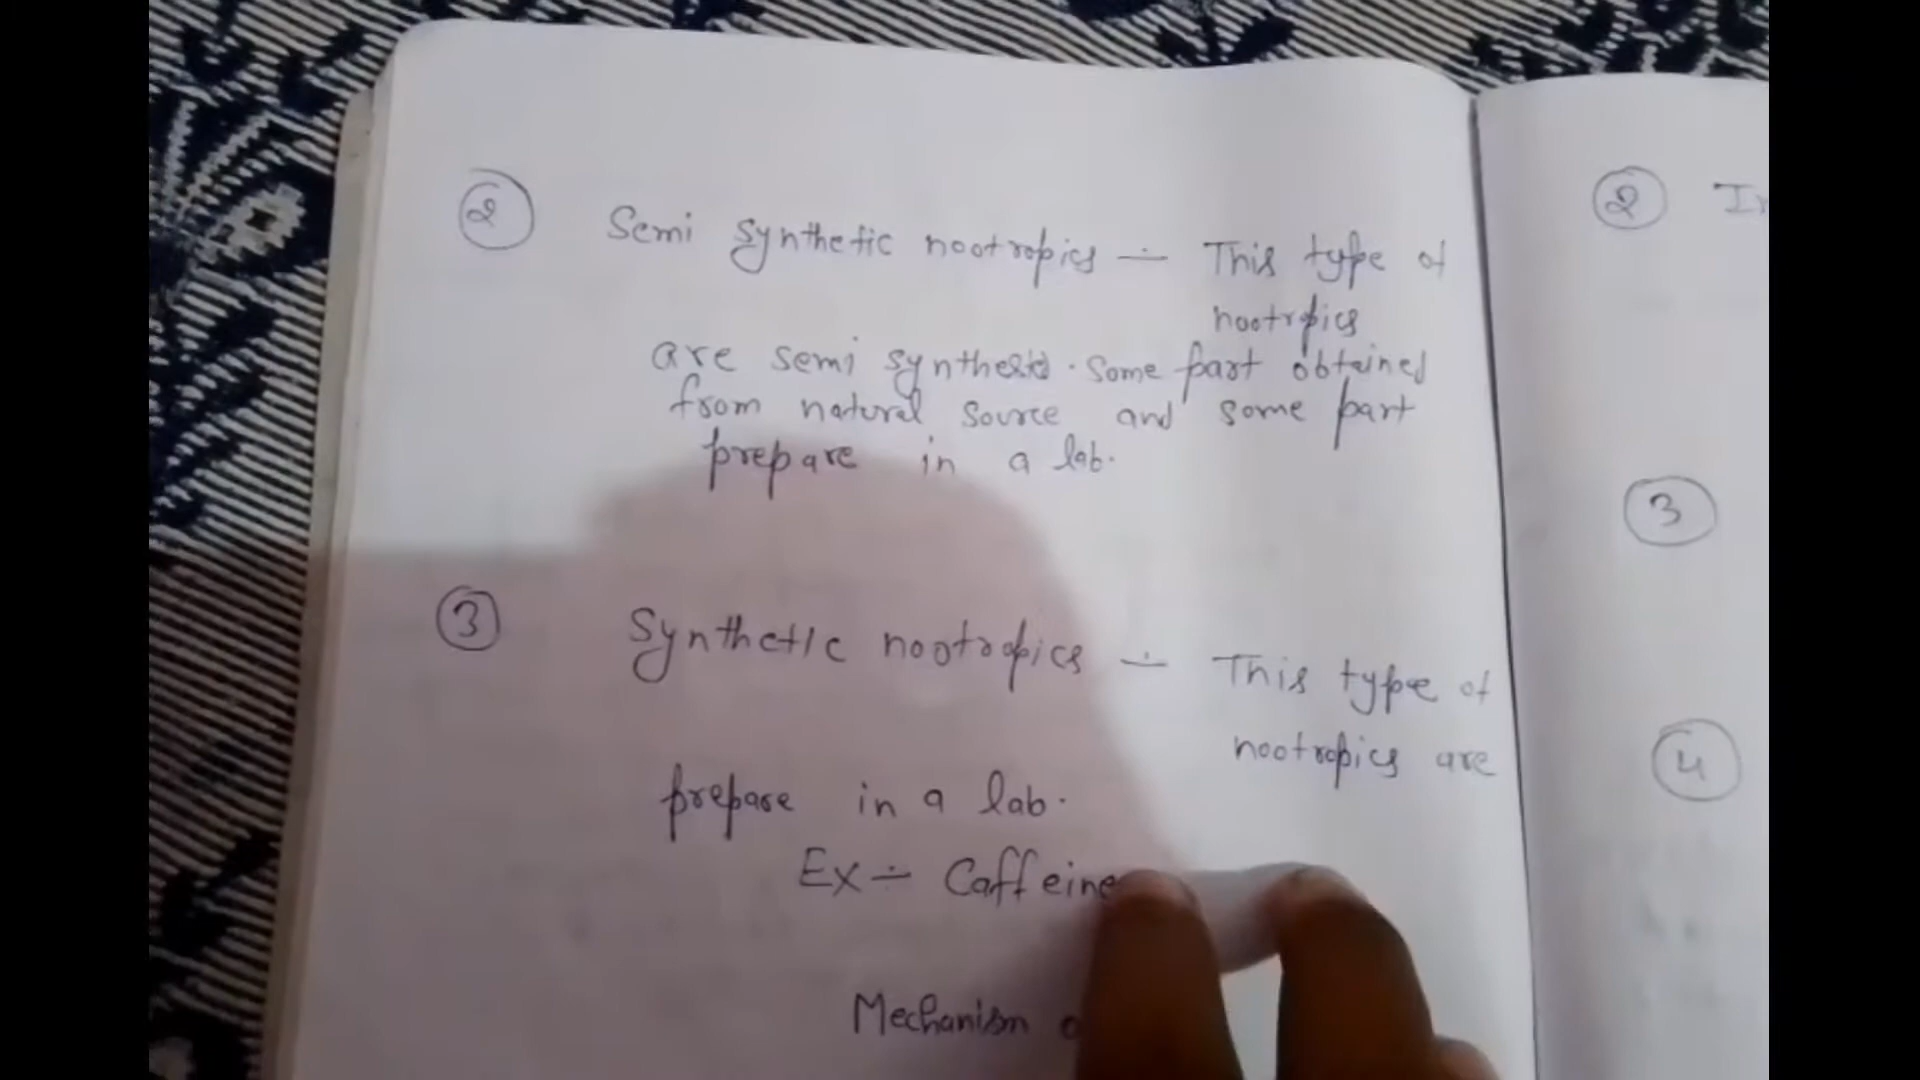 ② Semi synthetic nootropics ÷ This type of
nootrpics
are semi synthesid. Some part obtained
from natural source and some part
prepare in a lab.
③ Synthetic nootropics ÷ This type of
nootropics are
prepare in a lab.
Ex ÷ Caffeine
Mechanism
②
③
④